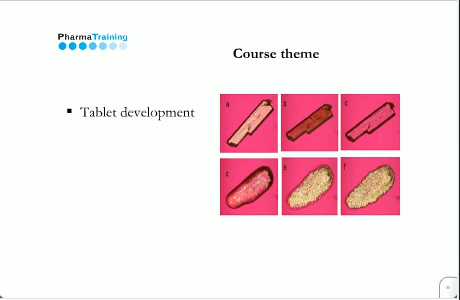 PharmaTraining
Course theme
▪ Tablet development
a b c
e f